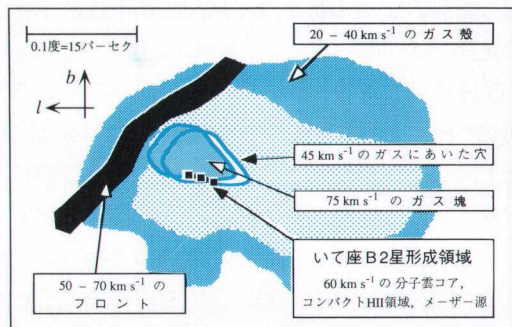 0.1度=15パーセク
b
l
20 – 40 km s⁻¹ の ガ ス 殻
45 km s⁻¹ のガスにあいた穴
75 km s⁻¹ の ガ ス 塊
いて座B2星形成領域
60 km s⁻¹ の 分子雲コア,
コンパクトHII領域, メーザー源
50 – 70 km s⁻¹ の
フ ロ ン ト